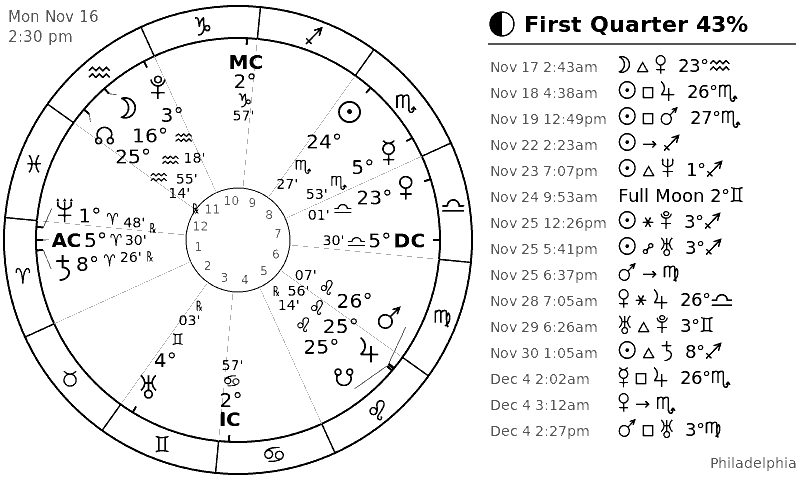 Mon Nov 16
2:30 pm
First Quarter 43%
Nov 17 2:43am ☽ △ ♀ 23°♒
Nov 18 4:38am ☉ □ ♃ 26°♏
Nov 19 12:49pm ☉ □ ♂ 27°♏
Nov 22 2:23am ☉ → ♐
Nov 23 7:07pm ☉ △ ♆ 1°♐
Nov 24 9:53am Full Moon 2°♊
Nov 25 12:26pm ☉ ⚹ ♇ 3°♐
Nov 25 5:41pm ☉ ☍ ♅ 3°♐
Nov 25 6:37pm ♂ → ♍
Nov 28 7:05am ♀ ⚹ ♃ 26°♎
Nov 29 6:26am ♅ △ ♇ 3°♊
Nov 30 1:05am ☉ △ ♄ 8°♐
Dec 4 2:02am ☿ □ ♃ 26°♏
Dec 4 3:12am ♀ → ♏
Dec 4 2:27pm ♂ □ ♅ 3°♍
Philadelphia
♑ ♐ ♏ ♎ ♍ ♌ ♋ ♊ ♉ ♈ ♓ ♒
MC 2° ♑ 57'
☉ 24° ♏ 27'
☿ 5° ♏ 53'
♀ 23° ♎ 01'
DC 5° ♎ 30'
♂ 26° ♌ 07'
♃ 25° ♌ 56'
☋ 25° ♌ 14' ℞
IC 2° ♋ 57'
♅ 4° ♊ 03' ℞
♄ 8° ♈ 26' ℞
AC 5° ♈ 30'
♆ 1° ♈ 48' ℞
☊ 25° ♒ 14' ℞
☽ 16° ♒ 55'
♇ 3° ♒ 18'
1 2 3 4 5 6 7 8 9 10 11 12